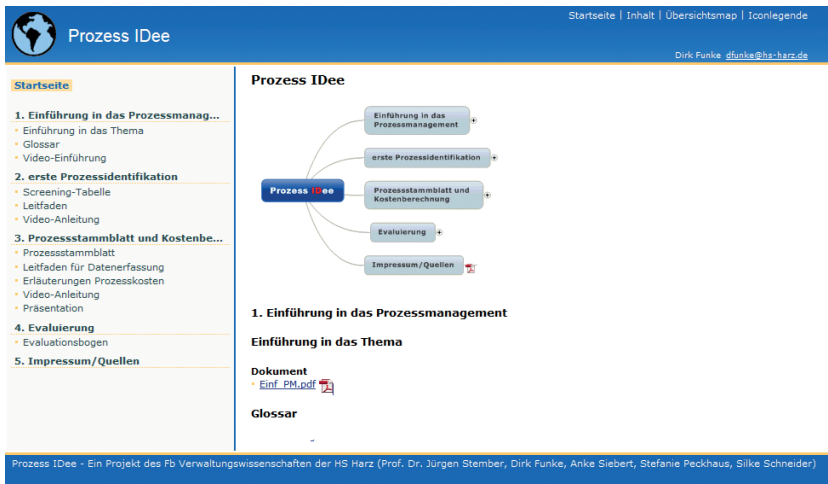 Startseite | Inhalt | Übersichtsmap | Iconlegende
Prozess IDee
Dirk Funke dfunke@hs-harz.de
Startseite
1. Einführung in das Prozessmanag...
Einführung in das Thema
Glossar
Video-Einführung
2. erste Prozessidentifikation
Screening-Tabelle
Leitfaden
Video-Anleitung
3. Prozessstammblatt und Kostenbe...
Prozessstammblatt
Leitfaden für Datenerfassung
Erläuterungen Prozesskosten
Video-Anleitung
Präsentation
4. Evaluierung
Evaluationsbogen
5. Impressum/Quellen
Prozess IDee
Prozess IDee
Einführung in das
Prozessmanagement
erste Prozessidentifikation
Prozessstammblatt und
Kostenberechnung
Evaluierung
Impressum/Quellen
1. Einführung in das Prozessmanagement
Einführung in das Thema
Dokument
Einf_PM.pdf
Glossar
Prozess IDee - Ein Projekt des Fb Verwaltungswissenschaften der HS Harz (Prof. Dr. Jürgen Stember, Dirk Funke, Anke Siebert, Stefanie Peckhaus, Silke Schneider)